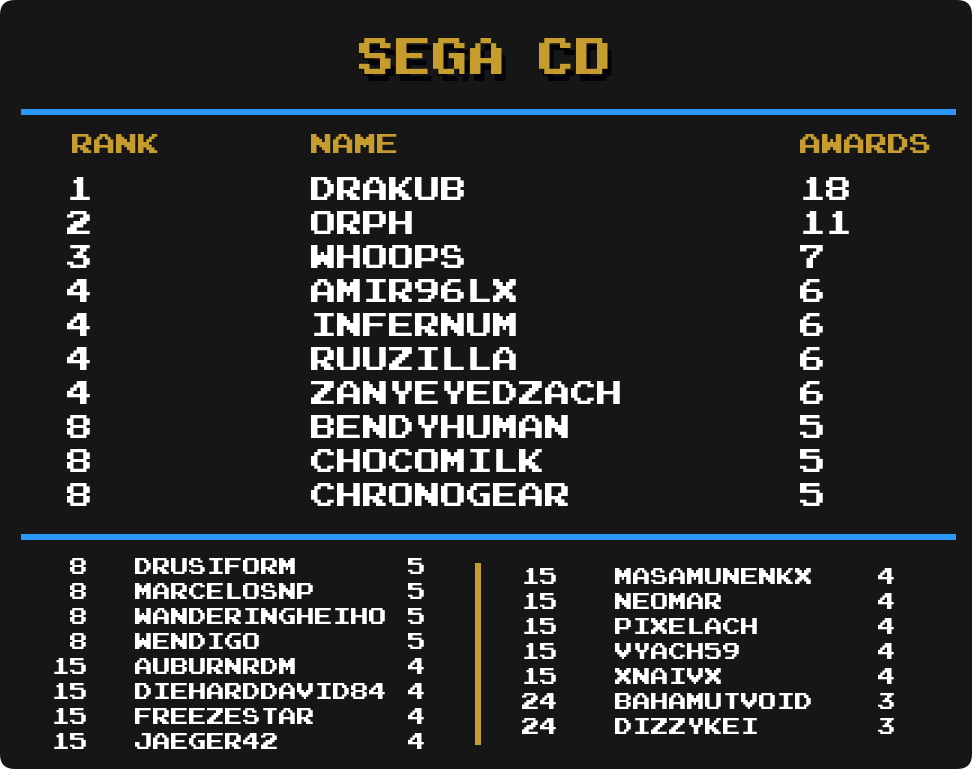 SEGA CD
RANK NAME AWARDS
1 DRAKUB 18
2 ORPH 11
3 WHOOPS 7
4 AMIR96LX 6
4 INFERNUM 6
4 RUUZILLA 6
4 ZANYEYEDZACH 6
8 BENDYHUMAN 5
8 CHOCOMILK 5
8 CHRONOGEAR 5
8 DRUSIFORM 5
8 MARCELOSNP 5
8 WANDERINGHEIHO 5
8 WENDIGO 5
15 AUBURNRDM 4
15 DIEHARDDAVID84 4
15 FREEZESTAR 4
15 JAEGER42 4
15 MASAMUNENKX 4
15 NEOMAR 4
15 PIXELACH 4
15 VYACH59 4
15 XNAIVX 4
24 BAHAMUTVOID 3
24 DIZZYKEI 3